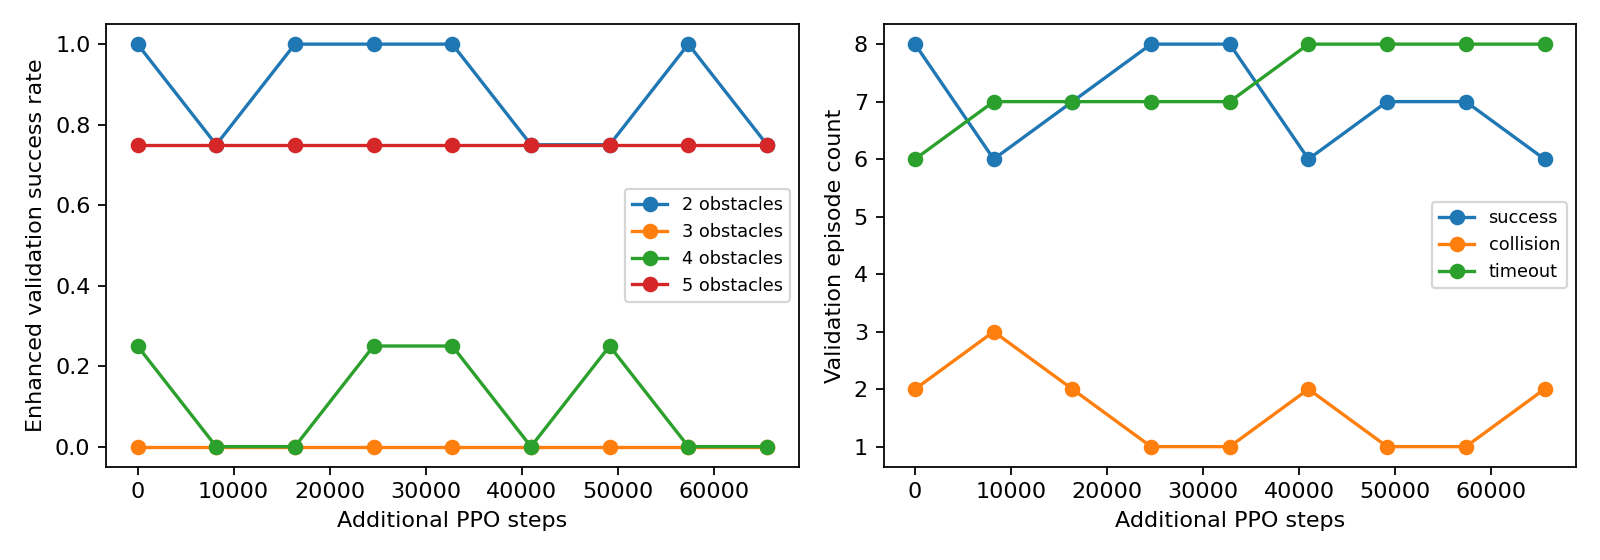 Enhanced validation success rate
1.0
0.8
0.6
0.4
0.2
0.0
2 obstacles
3 obstacles
4 obstacles
5 obstacles
0 10000 20000 30000 40000 50000 60000
Additional PPO steps
Validation episode count
8
7
6
5
4
3
2
1
success
collision
timeout
0 10000 20000 30000 40000 50000 60000
Additional PPO steps